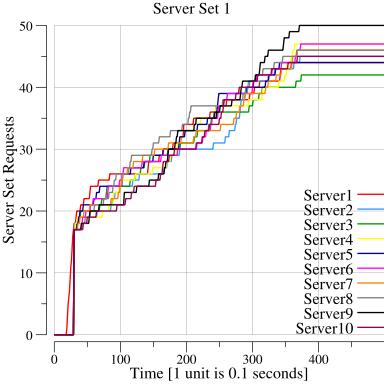 Server Set 1
Server Set Requests
50
40
30
20
10
0
Server1
Server2
Server3
Server4
Server5
Server6
Server7
Server8
Server9
Server10
0 100 200 300 400
Time [1 unit is 0.1 seconds]